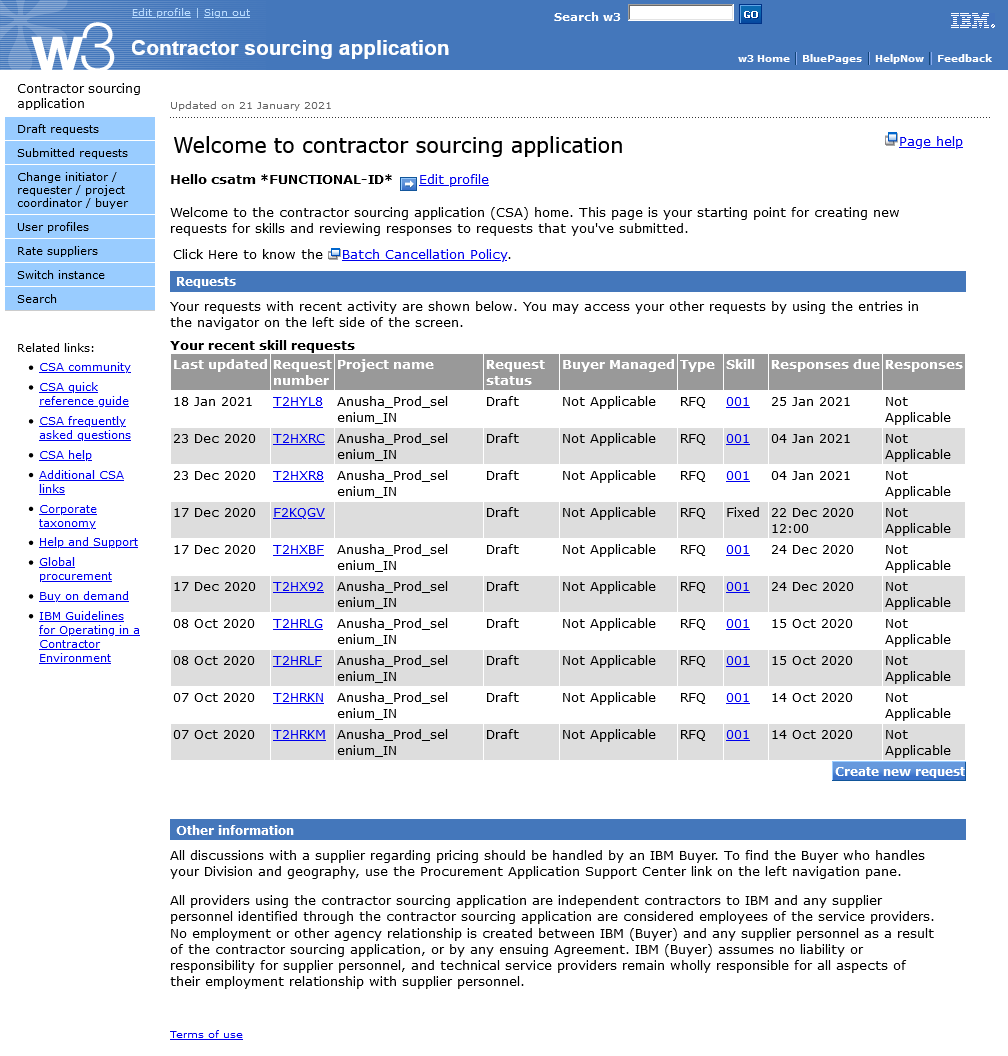 Edit profile | Sign out
Search w3
GO
IBM
w3
Contractor sourcing application
w3 Home | BluePages | HelpNow | Feedback
Contractor sourcing
application
Draft requests
Submitted requests
Change initiator /
requester / project
coordinator / buyer
User profiles
Rate suppliers
Switch instance
Search
Related links:
• CSA community
• CSA quick
reference guide
• CSA frequently
asked questions
• CSA help
• Additional CSA
links
• Corporate
taxonomy
• Help and Support
• Global
procurement
• Buy on demand
• IBM Guidelines
for Operating in a
Contractor
Environment
Updated on 21 January 2021
Welcome to contractor sourcing application
Page help
Hello csatm *FUNCTIONAL-ID* Edit profile
Welcome to the contractor sourcing application (CSA) home. This page is your starting point for creating new
requests for skills and reviewing responses to requests that you've submitted.
Click Here to know the Batch Cancellation Policy.
Requests
Your requests with recent activity are shown below. You may access your other requests by using the entries in
the navigator on the left side of the screen.
Your recent skill requests
Last updated Request Project name Request Buyer Managed Type Skill Responses due Responses
number status
18 Jan 2021 T2HYL8 Anusha_Prod_sel Draft Not Applicable RFQ 001 25 Jan 2021 Not
enium_IN Applicable
23 Dec 2020 T2HXRC Anusha_Prod_sel Draft Not Applicable RFQ 001 04 Jan 2021 Not
enium_IN Applicable
23 Dec 2020 T2HXR8 Anusha_Prod_sel Draft Not Applicable RFQ 001 04 Jan 2021 Not
enium_IN Applicable
17 Dec 2020 F2KQGV Draft Not Applicable RFQ Fixed 22 Dec 2020 Not
12:00 Applicable
17 Dec 2020 T2HXBF Anusha_Prod_sel Draft Not Applicable RFQ 001 24 Dec 2020 Not
enium_IN Applicable
17 Dec 2020 T2HX92 Anusha_Prod_sel Draft Not Applicable RFQ 001 24 Dec 2020 Not
enium_IN Applicable
08 Oct 2020 T2HRLG Anusha_Prod_sel Draft Not Applicable RFQ 001 15 Oct 2020 Not
enium_IN Applicable
08 Oct 2020 T2HRLF Anusha_Prod_sel Draft Not Applicable RFQ 001 15 Oct 2020 Not
enium_IN Applicable
07 Oct 2020 T2HRKN Anusha_Prod_sel Draft Not Applicable RFQ 001 14 Oct 2020 Not
enium_IN Applicable
07 Oct 2020 T2HRKM Anusha_Prod_sel Draft Not Applicable RFQ 001 14 Oct 2020 Not
enium_IN Applicable
Create new request
Other information
All discussions with a supplier regarding pricing should be handled by an IBM Buyer. To find the Buyer who handles
your Division and geography, use the Procurement Application Support Center link on the left navigation pane.
All providers using the contractor sourcing application are independent contractors to IBM and any supplier
personnel identified through the contractor sourcing application are considered employees of the service providers.
No employment or other agency relationship is created between IBM (Buyer) and any supplier personnel as a result
of the contractor sourcing application, or by any ensuing Agreement. IBM (Buyer) assumes no liability or
responsibility for supplier personnel, and technical service providers remain wholly responsible for all aspects of
their employment relationship with supplier personnel.
Terms of use